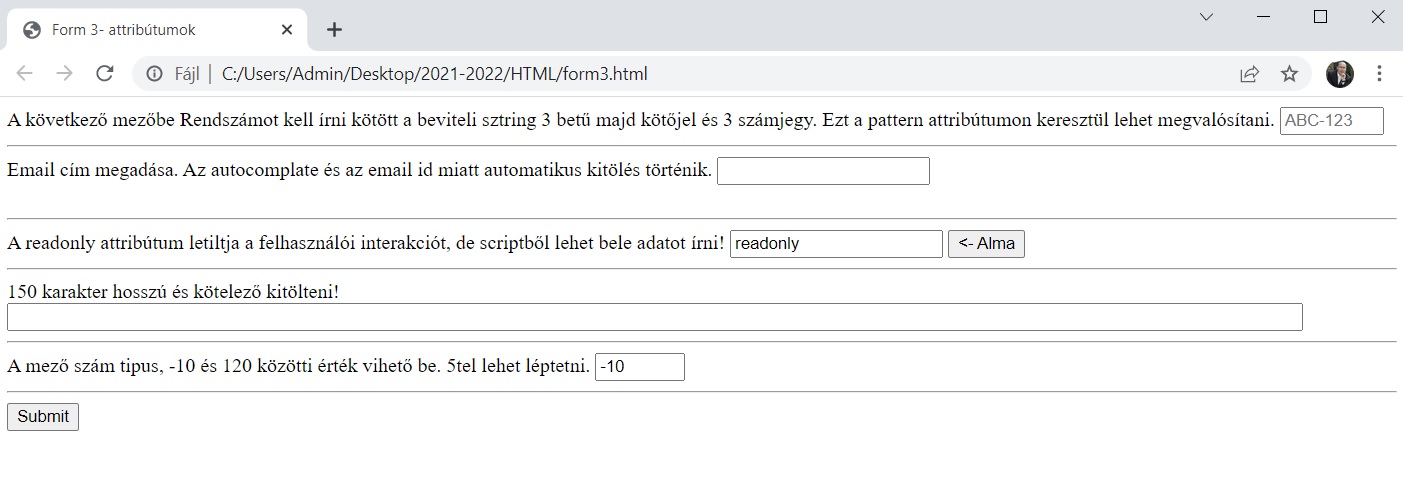 Form 3- attribútumok
Fájl | C:/Users/Admin/Desktop/2021-2022/HTML/form3.html
A következő mezőbe Rendszámot kell írni kötött a beviteli sztring 3 betű majd kötőjel és 3 számjegy. Ezt a pattern attribútumon keresztül lehet megvalósítani. ABC-123
Email cím megadása. Az autocomplate és az email id miatt automatikus kitölés történik.
A readonly attribútum letiltja a felhasználói interakciót, de scriptből lehet bele adatot írni! readonly <- Alma
150 karakter hosszú és kötelező kitölteni!
A mező szám tipus, -10 és 120 közötti érték vihető be. 5tel lehet léptetni. -10
Submit